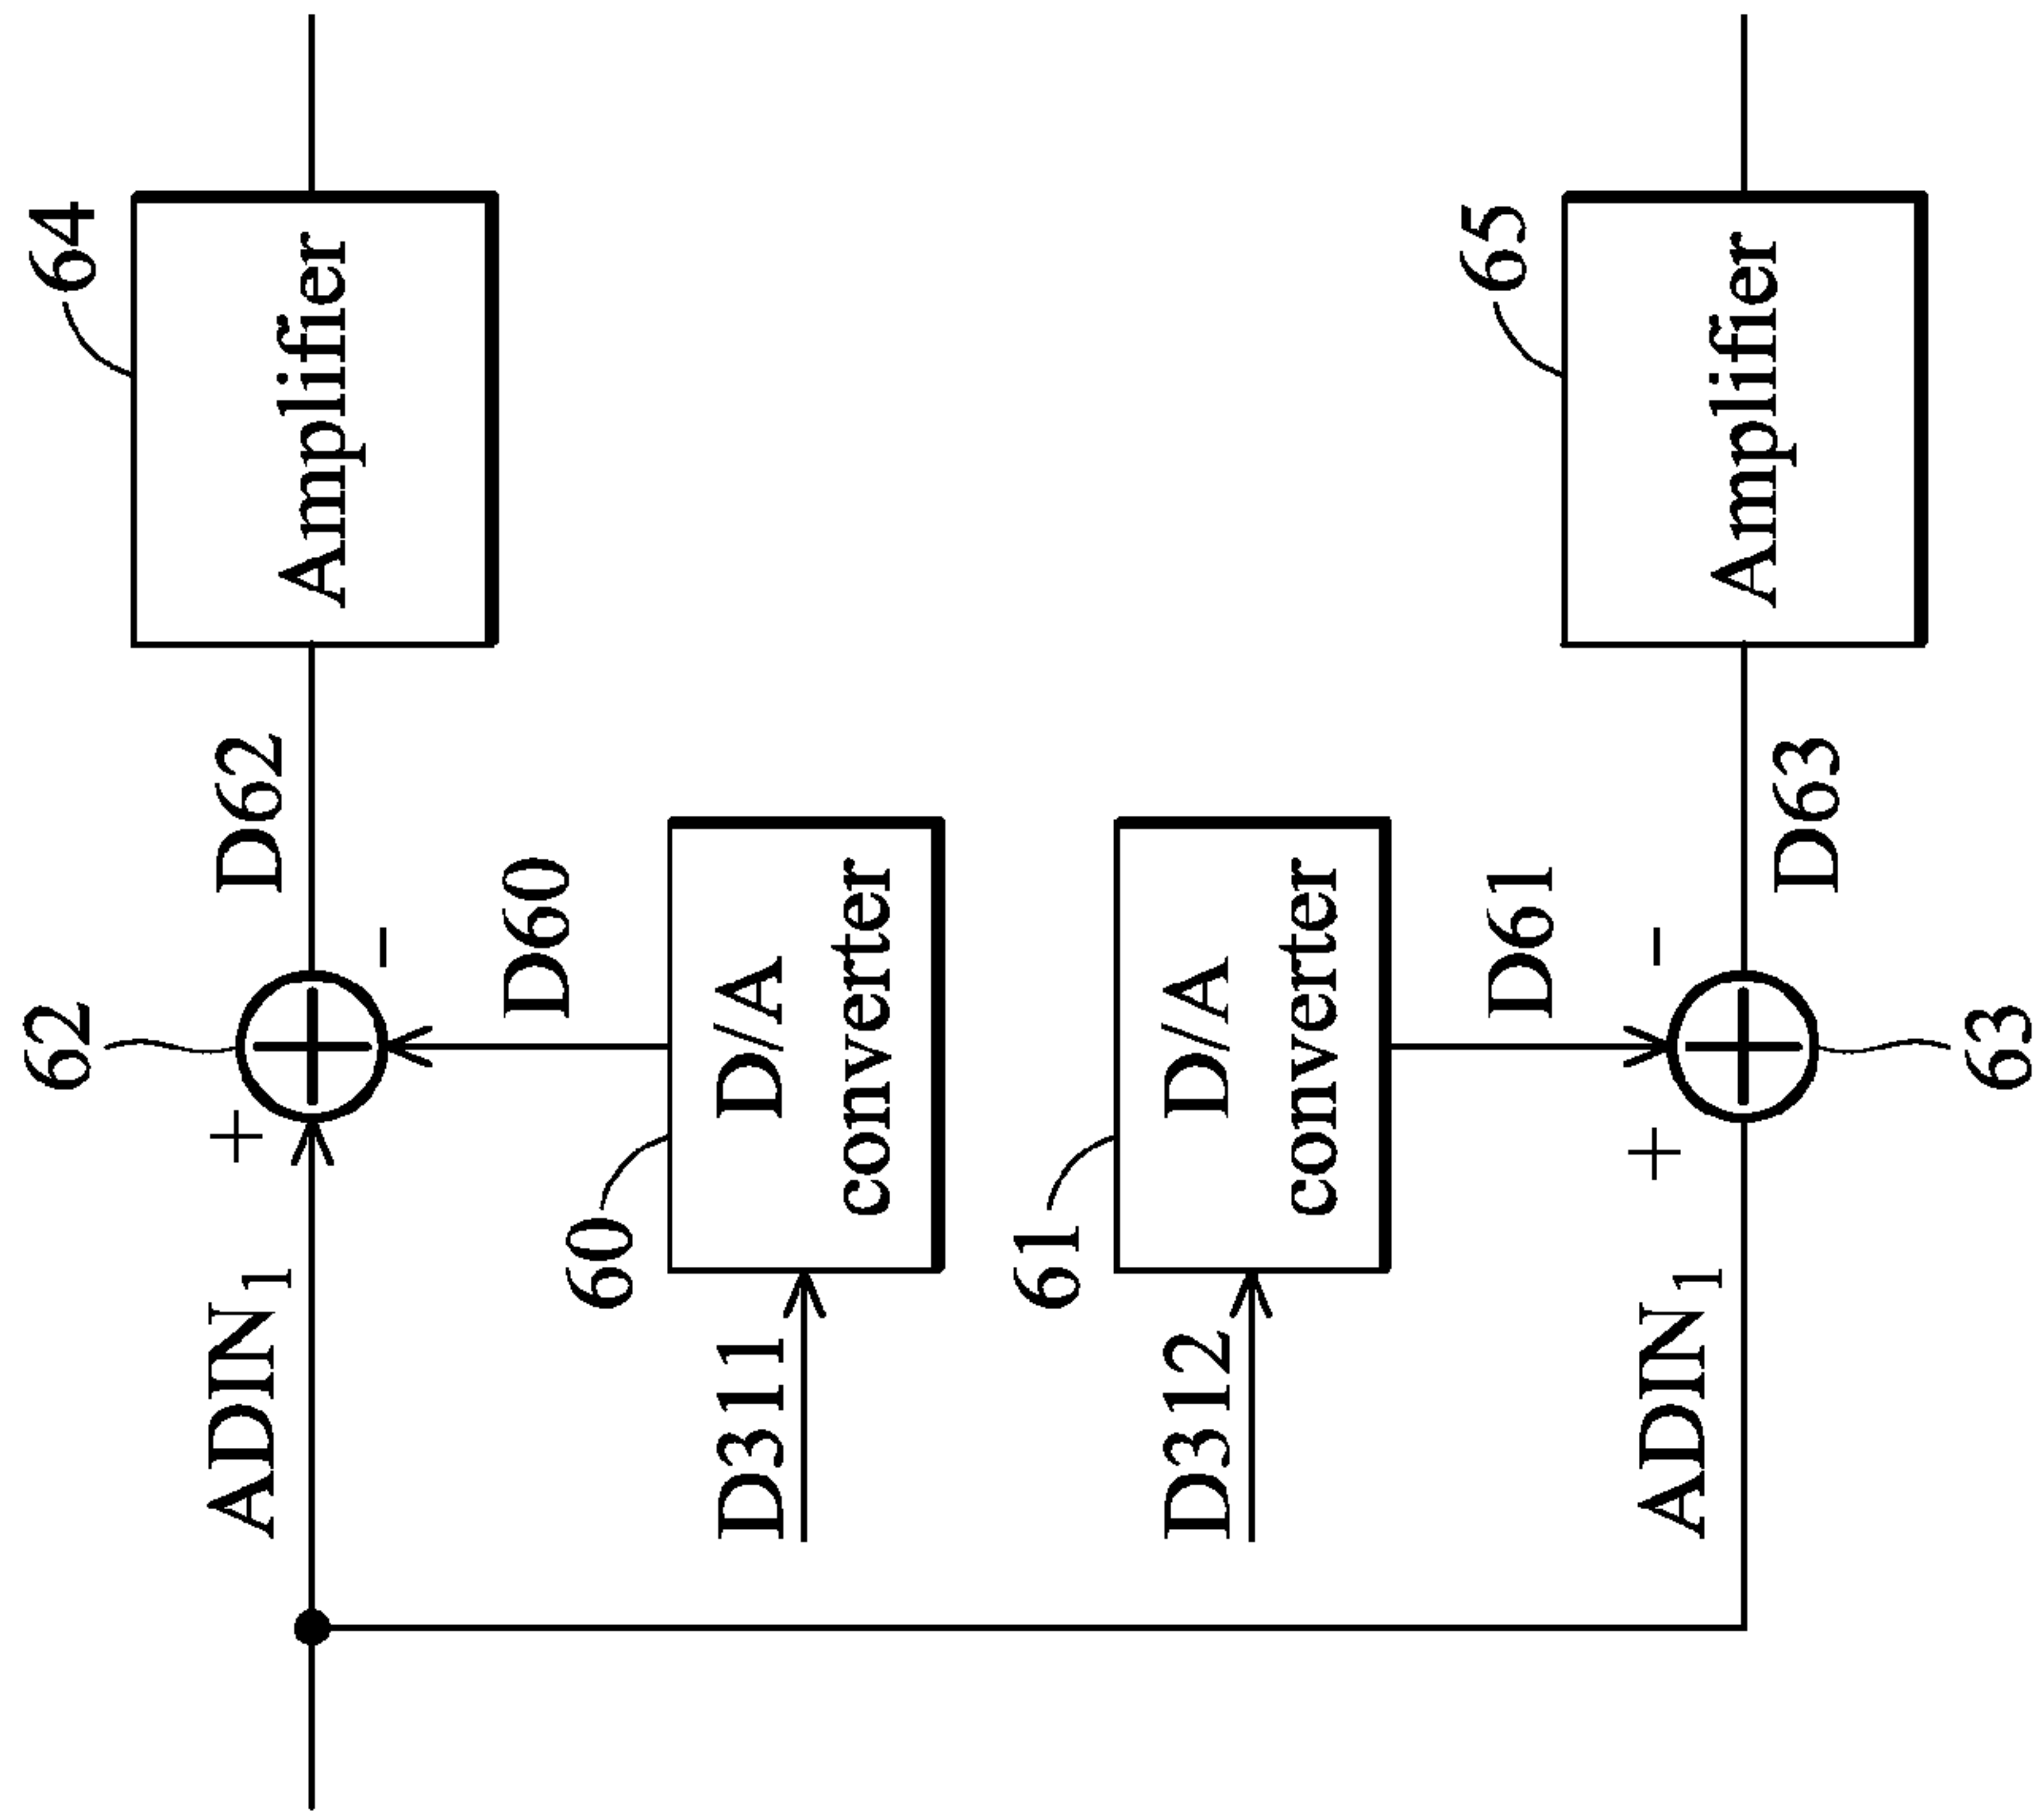 ADIN1
+
62
-
D62
64
Amplifier
D60
60
D/A
converter
D311
61
D/A
converter
D312
D61
ADIN1
+
-
63
D63
65
Amplifier